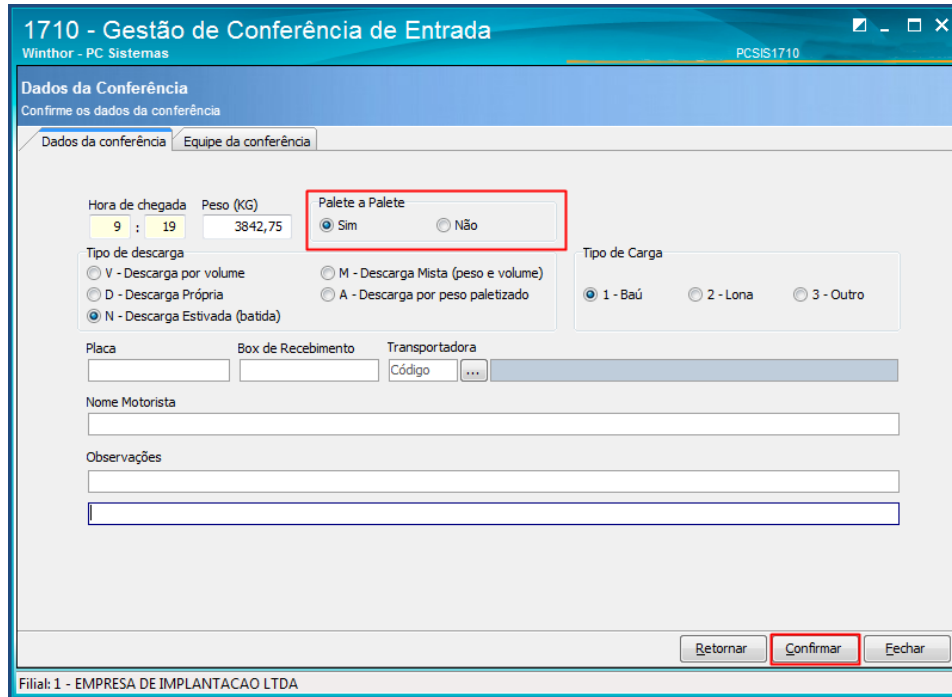 1710 - Gestão de Conferência de Entrada
Winthor - PC Sistemas
PCSIS1710
Dados da Conferência
Confirme os dados da conferência
Dados da conferência Equipe da conferência
Hora de chegada Peso (KG) Palete a Palete
9 : 19 3842,75 Sim Não
Tipo de descarga Tipo de Carga
V - Descarga por volume M - Descarga Mista (peso e volume)
D - Descarga Própria A - Descarga por peso paletizado 1 - Baú 2 - Lona 3 - Outro
N - Descarga Estivada (batida)
Placa Box de Recebimento Transportadora
Código ...
Nome Motorista
Observações
Retornar Confirmar Fechar
Filial: 1 - EMPRESA DE IMPLANTACAO LTDA